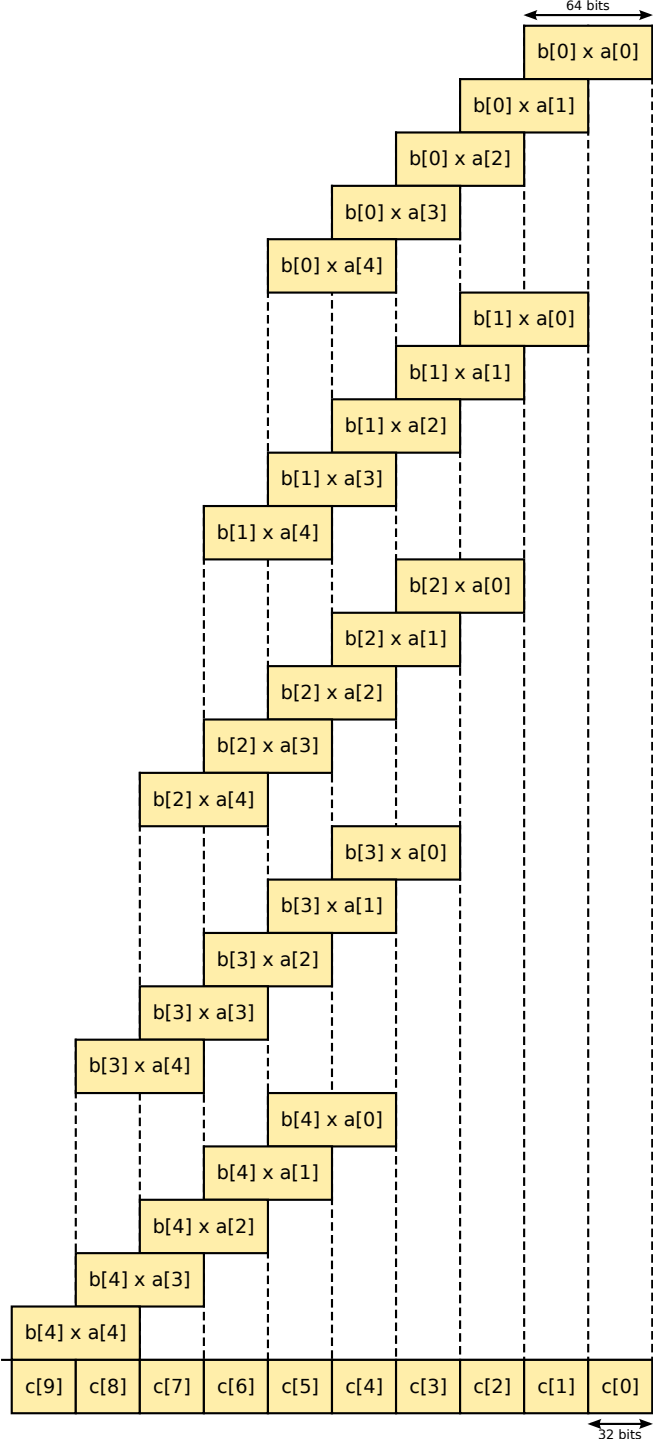 64 bits
b[0] x a[0]
b[0] x a[1]
b[0] x a[2]
b[0] x a[3]
b[0] x a[4]
b[1] x a[0]
b[1] x a[1]
b[1] x a[2]
b[1] x a[3]
b[1] x a[4]
b[2] x a[0]
b[2] x a[1]
b[2] x a[2]
b[2] x a[3]
b[2] x a[4]
b[3] x a[0]
b[3] x a[1]
b[3] x a[2]
b[3] x a[3]
b[3] x a[4]
b[4] x a[0]
b[4] x a[1]
b[4] x a[2]
b[4] x a[3]
b[4] x a[4]
c[9] c[8] c[7] c[6] c[5] c[4] c[3] c[2] c[1] c[0]
32 bits